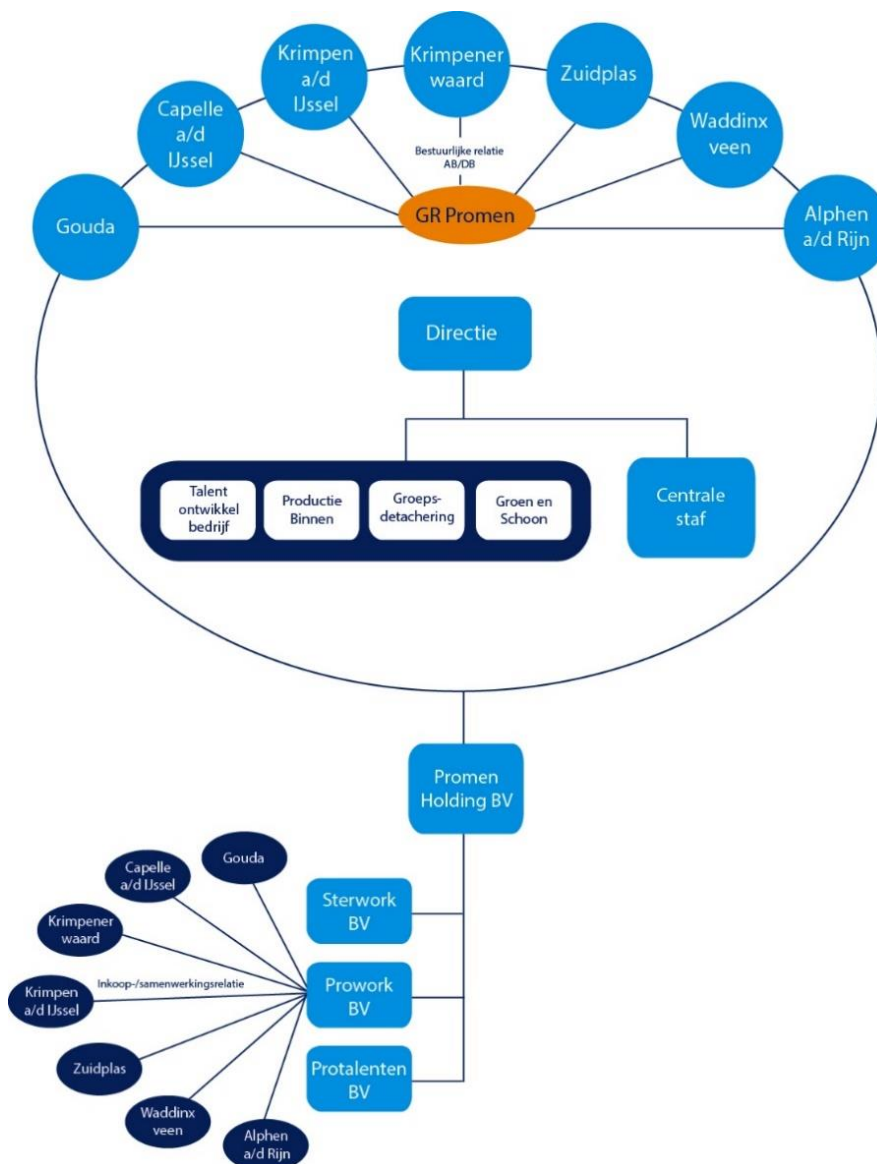 Krimpen
a/d
IJssel
Krimpener
waard
Zuidplas
Capelle
a/d
IJssel
Waddinx
veen
Bestuurlijke relatie
AB/DB
Gouda
GR Promen
Alphen
a/d Rijn
Directie
Talent
ontwikkel
bedrijf
Productie
Binnen
Groeps-
detachering
Groen en
Schoon
Centrale
staf
Promen
Holding BV
Gouda
Capelle
a/d IJssel
Krimpener
waard
Krimpen
a/d IJssel
Inkoop-/samenwerkingsrelatie
Zuidplas
Waddinx
veen
Alphen
a/d Rijn
Sterwork
BV
Prowork
BV
Protalenten
BV